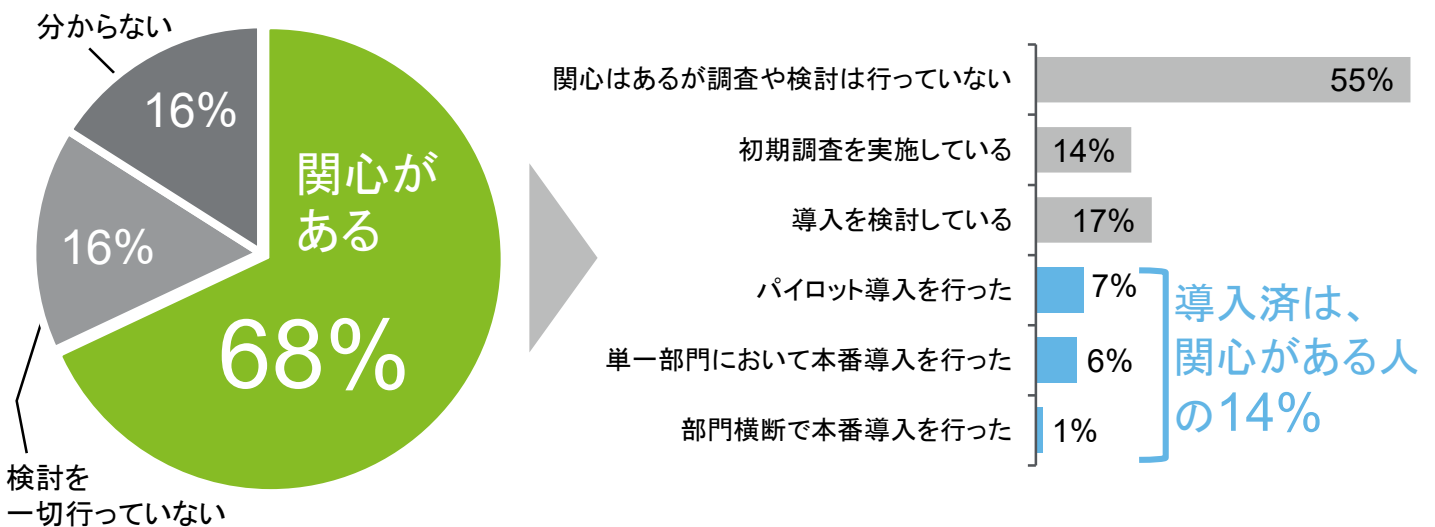 分からない
16%
16%
関心が
ある
68%
検討を
一切行っていない
関心はあるが調査や検討は行っていない
55%
初期調査を実施している
14%
導入を検討している
17%
パイロット導入を行った
7%
単一部門において本番導入を行った
6%
部門横断で本番導入を行った
1%
導入済は、
関心がある人
の14%